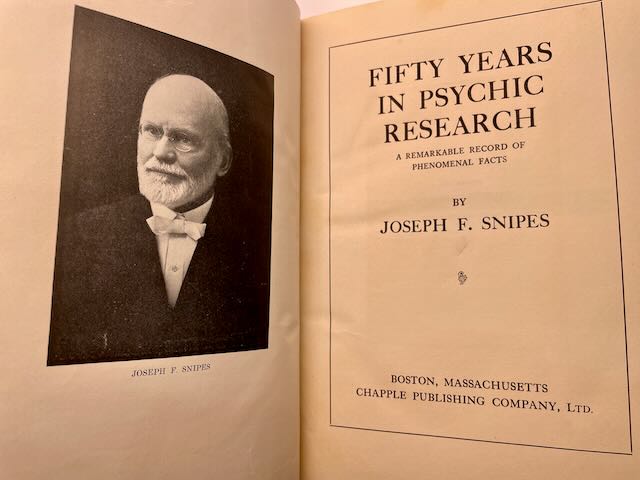 JOSEPH F. SNIPES
FIFTY YEARS
IN PSYCHIC
RESEARCH
A REMARKABLE RECORD OF
PHENOMENAL FACTS
BY
JOSEPH F. SNIPES
BOSTON, MASSACHUSETTS
CHAPPLE PUBLISHING COMPANY, LTD.